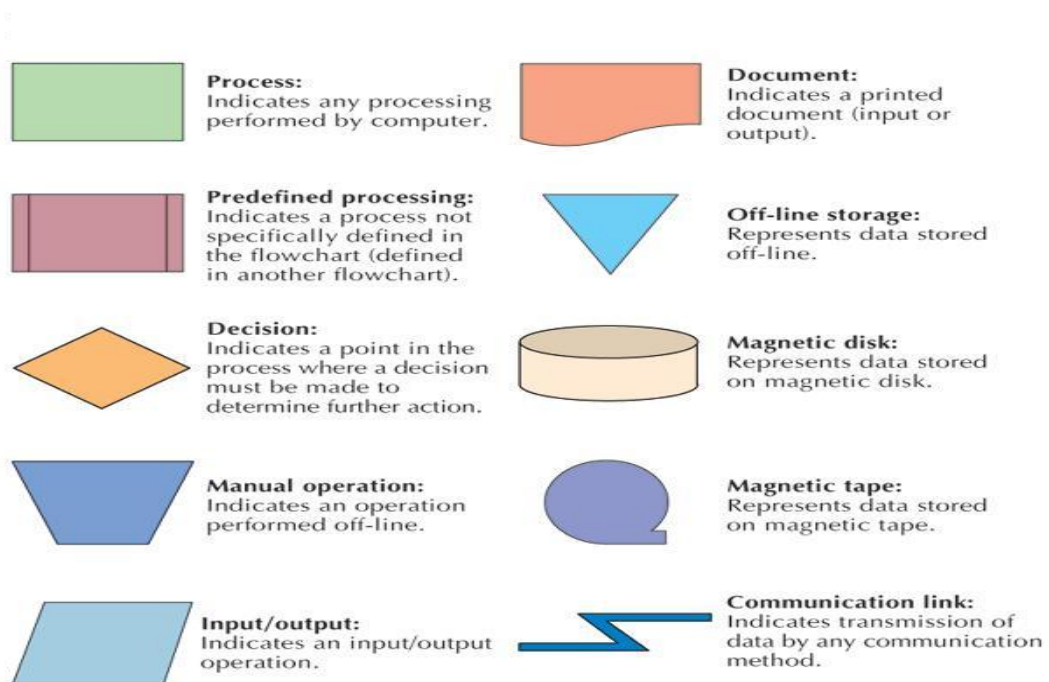 Process:
Indicates any processing
performed by computer.
Predefined processing:
Indicates a process not
specifically defined in
the flowchart (defined
in another flowchart).
Decision:
Indicates a point in the
process where a decision
must be made to
determine further action.
Manual operation:
Indicates an operation
performed off-line.
Input/output:
Indicates an input/output
operation.
Document:
Indicates a printed
document (input or
output).
Off-line storage:
Represents data stored
off-line.
Magnetic disk:
Represents data stored
on magnetic disk.
Magnetic tape:
Represents data stored
on magnetic tape.
Communication link:
Indicates transmission of
data by any communication
method.